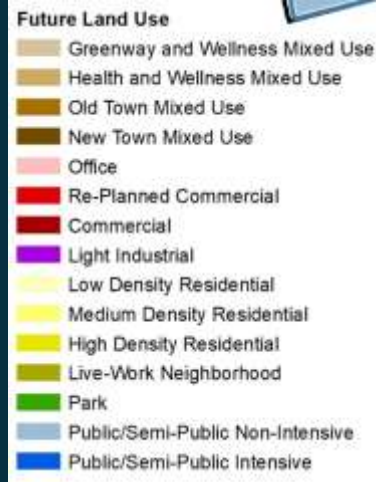 Future Land Use
Greenway and Wellness Mixed Use
Health and Wellness Mixed Use
Old Town Mixed Use
New Town Mixed Use
Office
Re-Planned Commercial
Commercial
Light Industrial
Low Density Residential
Medium Density Residential
High Density Residential
Live-Work Neighborhood
Park
Public/Semi-Public Non-Intensive
Public/Semi-Public Intensive